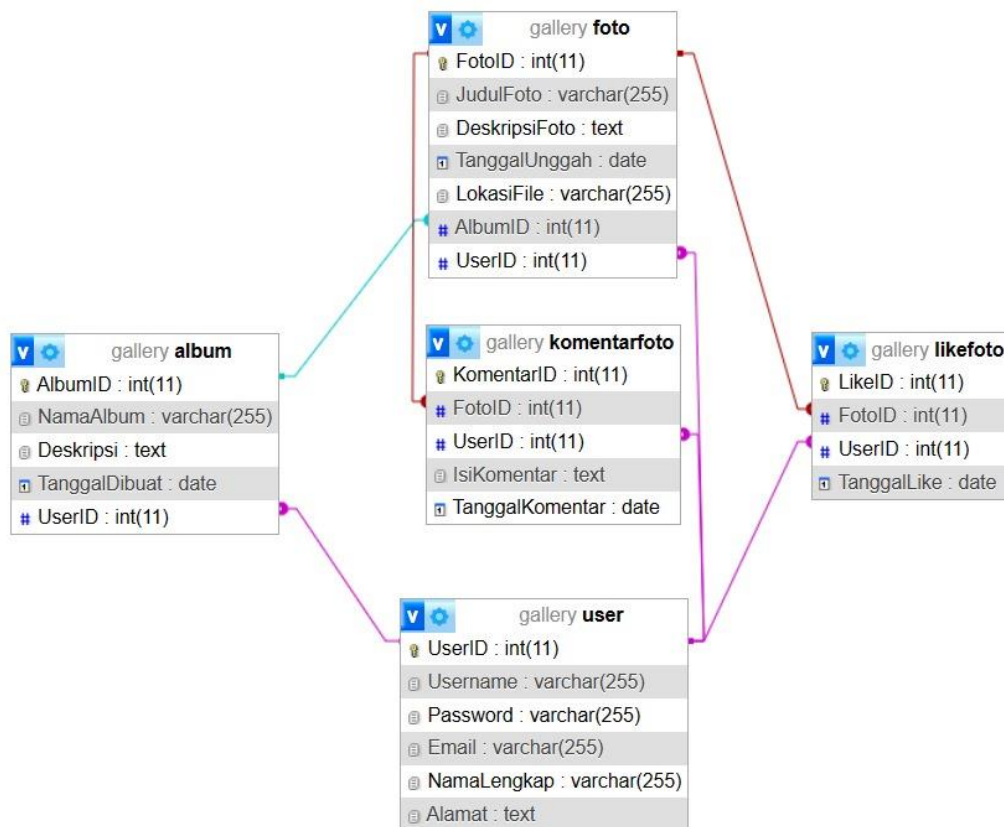 gallery foto
FotoID : int(11)
JudulFoto : varchar(255)
DeskripsiFoto : text
TanggalUnggah : date
LokasiFile : varchar(255)
AlbumID : int(11)
UserID : int(11)
gallery album
AlbumID : int(11)
NamaAlbum : varchar(255)
Deskripsi : text
TanggalDibuat : date
UserID : int(11)
gallery komentarfoto
KomentarID : int(11)
FotoID : int(11)
UserID : int(11)
IsiKomentar : text
TanggalKomentar : date
gallery likefoto
LikeID : int(11)
FotoID : int(11)
UserID : int(11)
TanggalLike : date
gallery user
UserID : int(11)
Username : varchar(255)
Password : varchar(255)
Email : varchar(255)
NamaLengkap : varchar(255)
Alamat : text